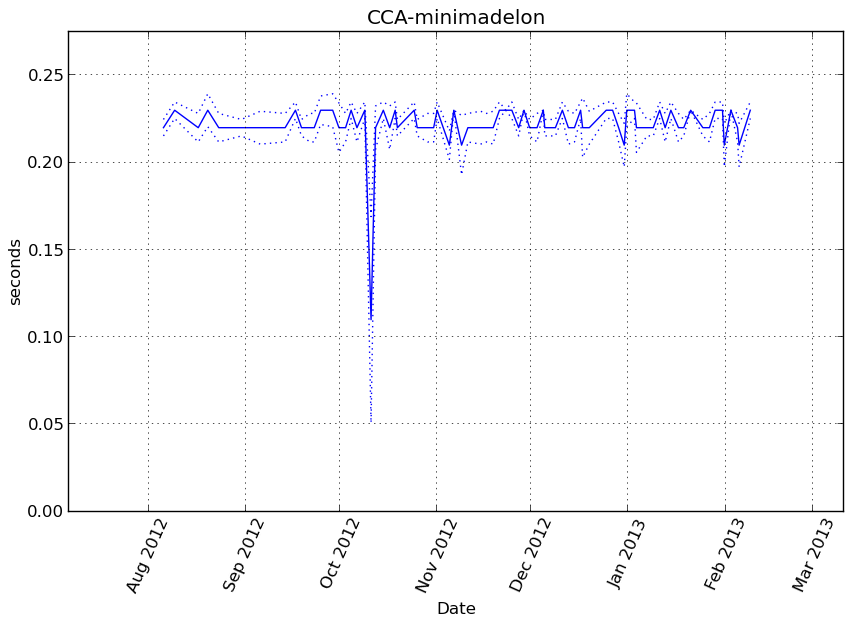 CCA-minimadelon
0.25
0.20
0.15
0.10
0.05
0.00
seconds
Aug 2012
Sep 2012
Oct 2012
Nov 2012
Dec 2012
Jan 2013
Feb 2013
Mar 2013
Date